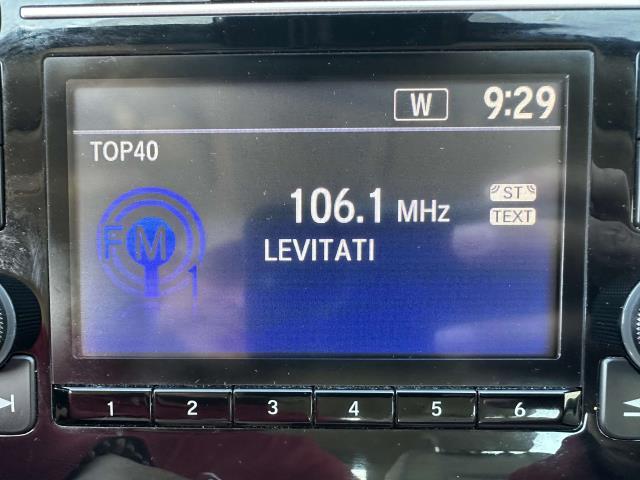 W 9:29
TOP40
106.1 MHz ST
TEXT
FM
1
LEVITATI
1 2 3 4 5 6